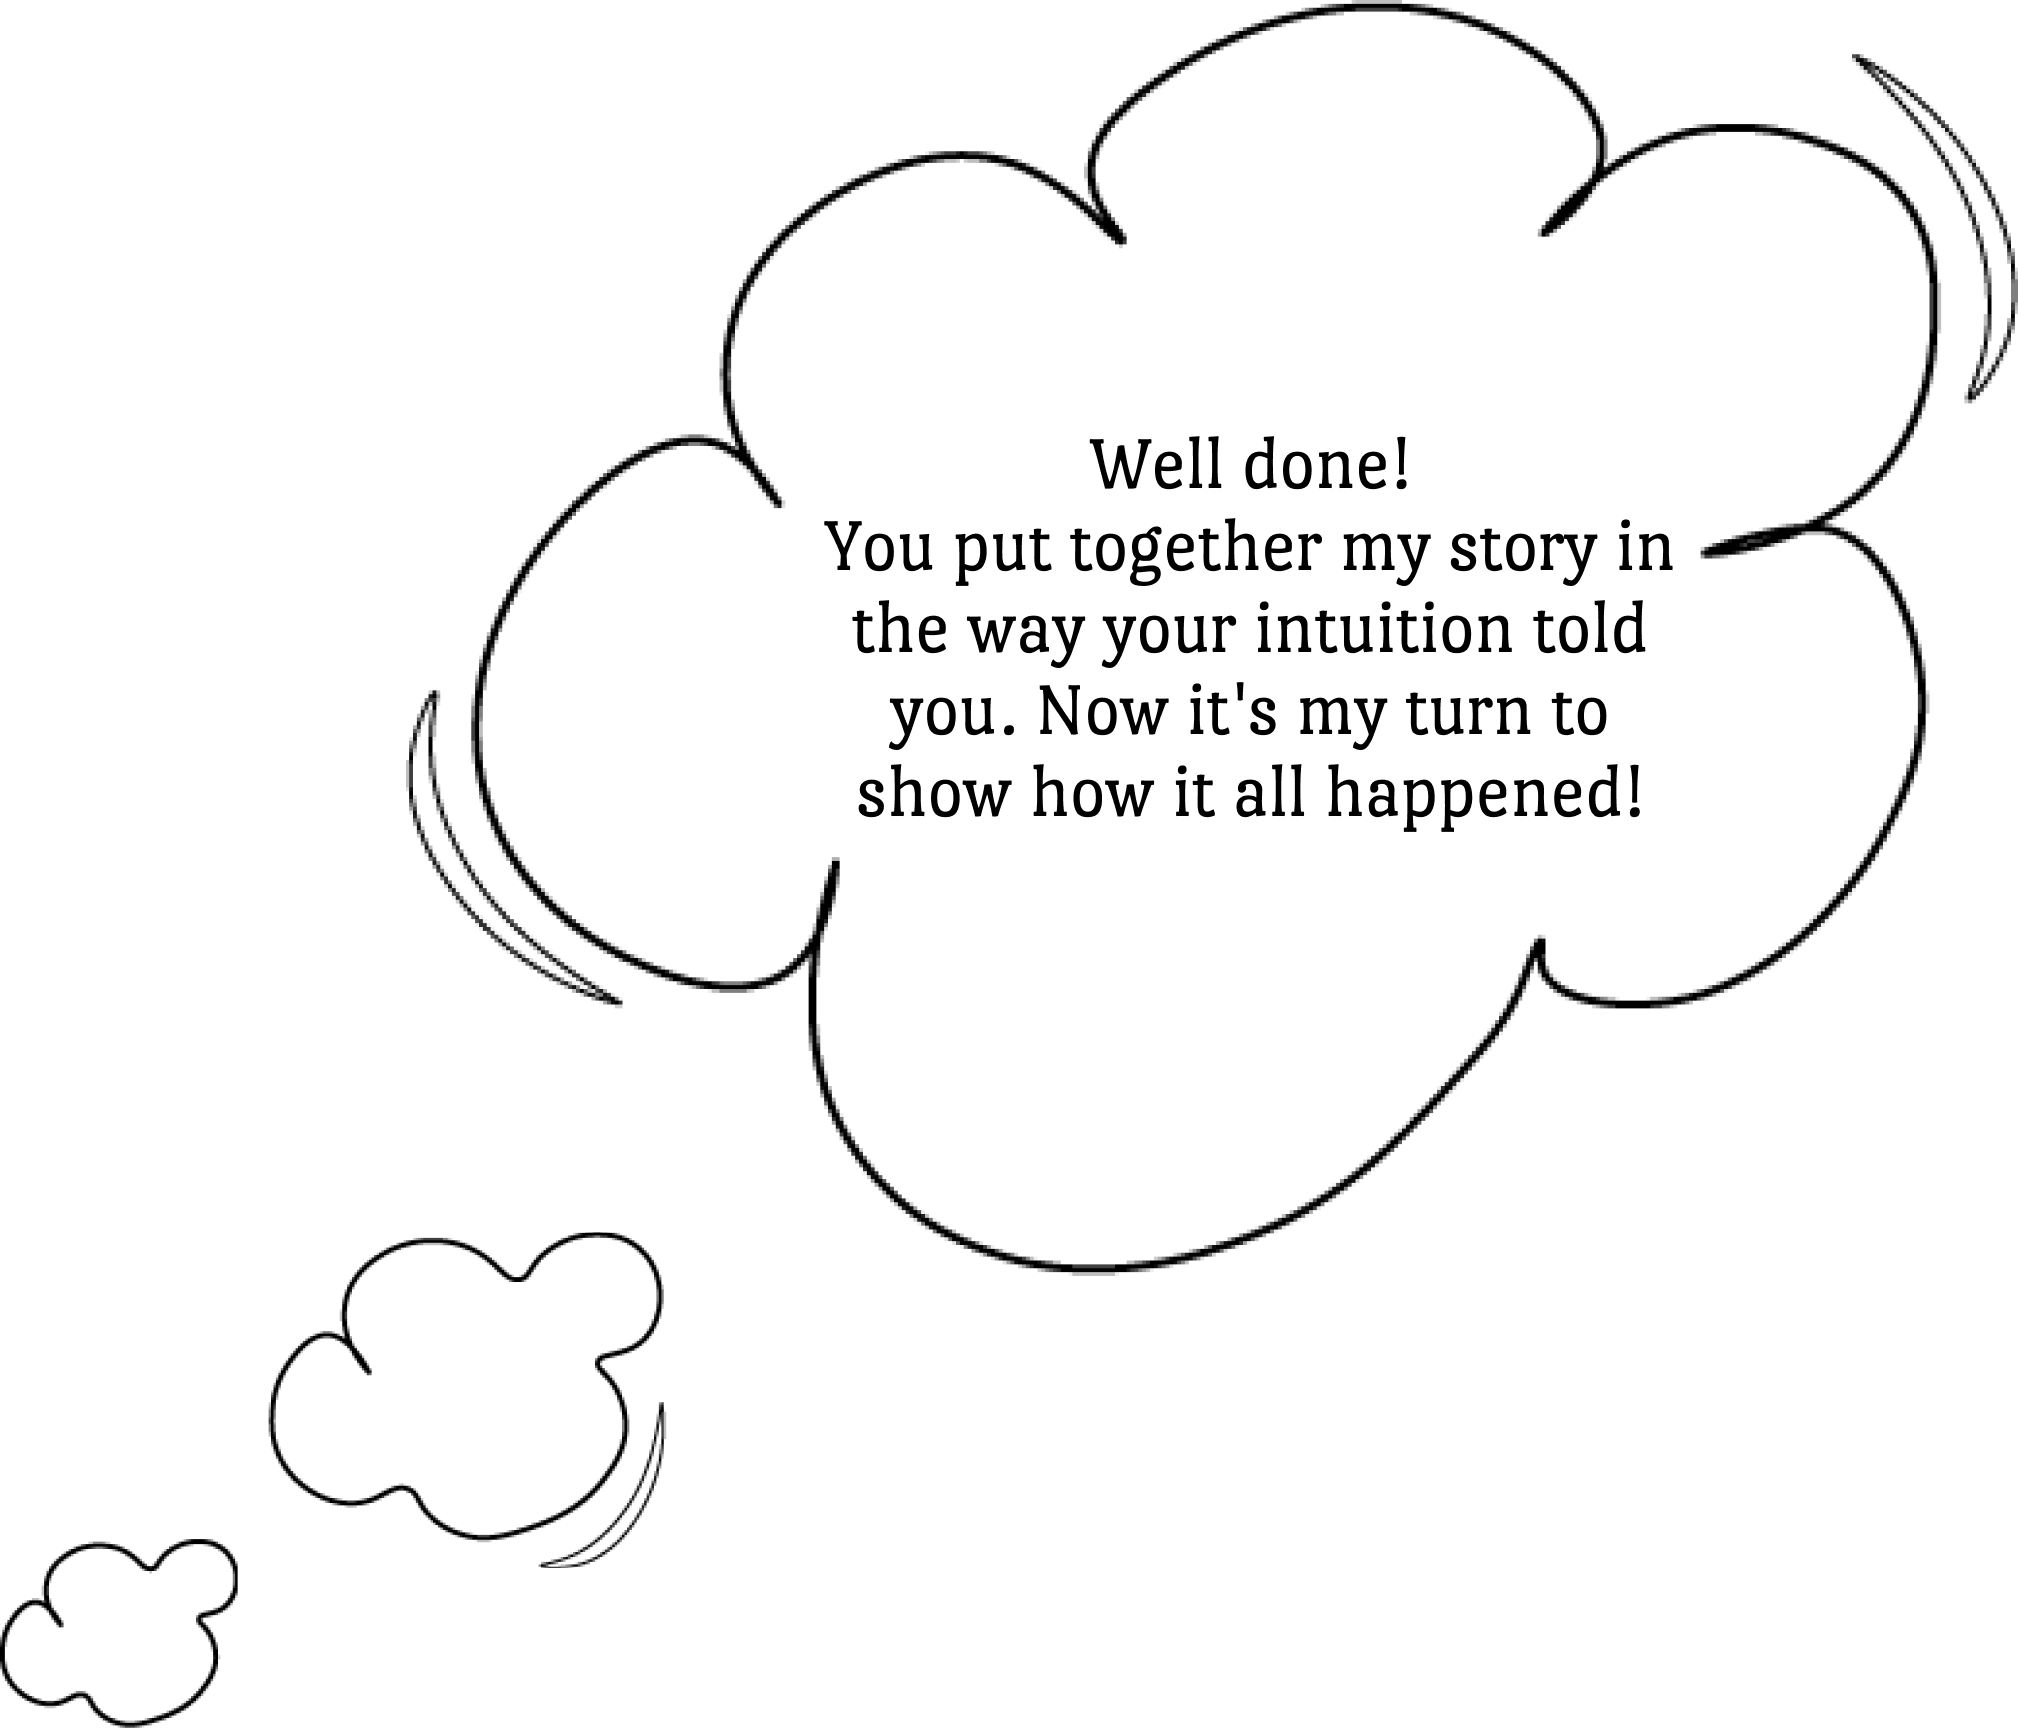 Well done!
You put together my story in
the way your intuition told
you. Now it's my turn to
show how it all happened!